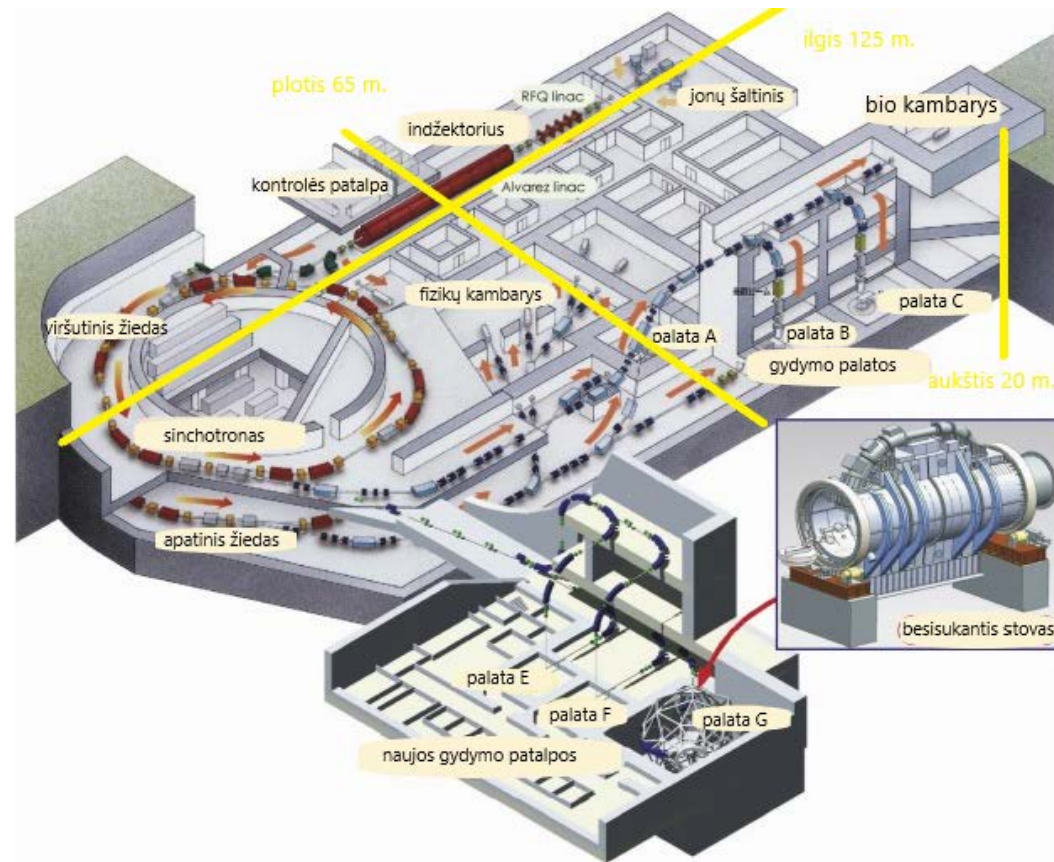 ilgis 125 m.
plotis 65 m.
RFQ linac
jonų šaltinis
bio kambarys
indžektorius
kontrolės patalpa
Alvarez linac
fizikų kambarys
viršutinis žiedas
palata A
palata B
palata C
gydymo palatos
aukštis 20 m.
sinchotronas
apatinis žiedas
besisukantis stovas
palata E
palata F
palata G
naujos gydymo patalpos